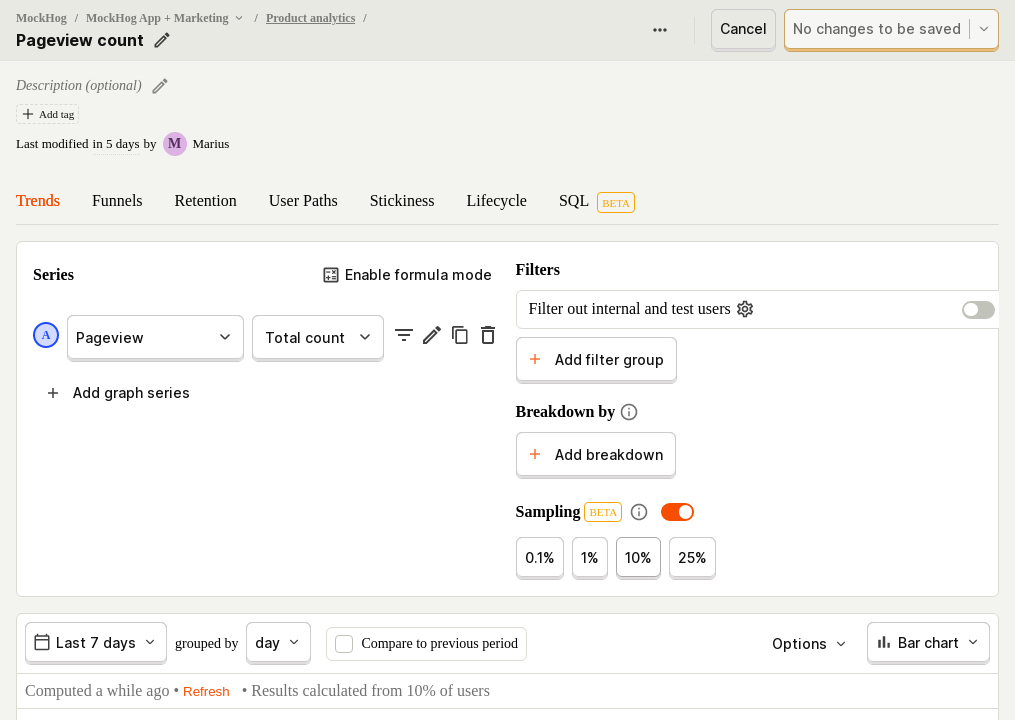 MockHog / MockHog App + Marketing / Product analytics /
Pageview count
Cancel
No changes to be saved
Description (optional)
Add tag
Last modified in 5 days by M Marius
Trends Funnels Retention User Paths Stickiness Lifecycle SQL BETA
Series
Enable formula mode
A Pageview Total count
Add graph series
Filters
Filter out internal and test users
Add filter group
Breakdown by
Add breakdown
Sampling BETA
0.1% 1% 10% 25%
Last 7 days grouped by day Compare to previous period Options Bar chart
Computed a while ago • Refresh • Results calculated from 10% of users